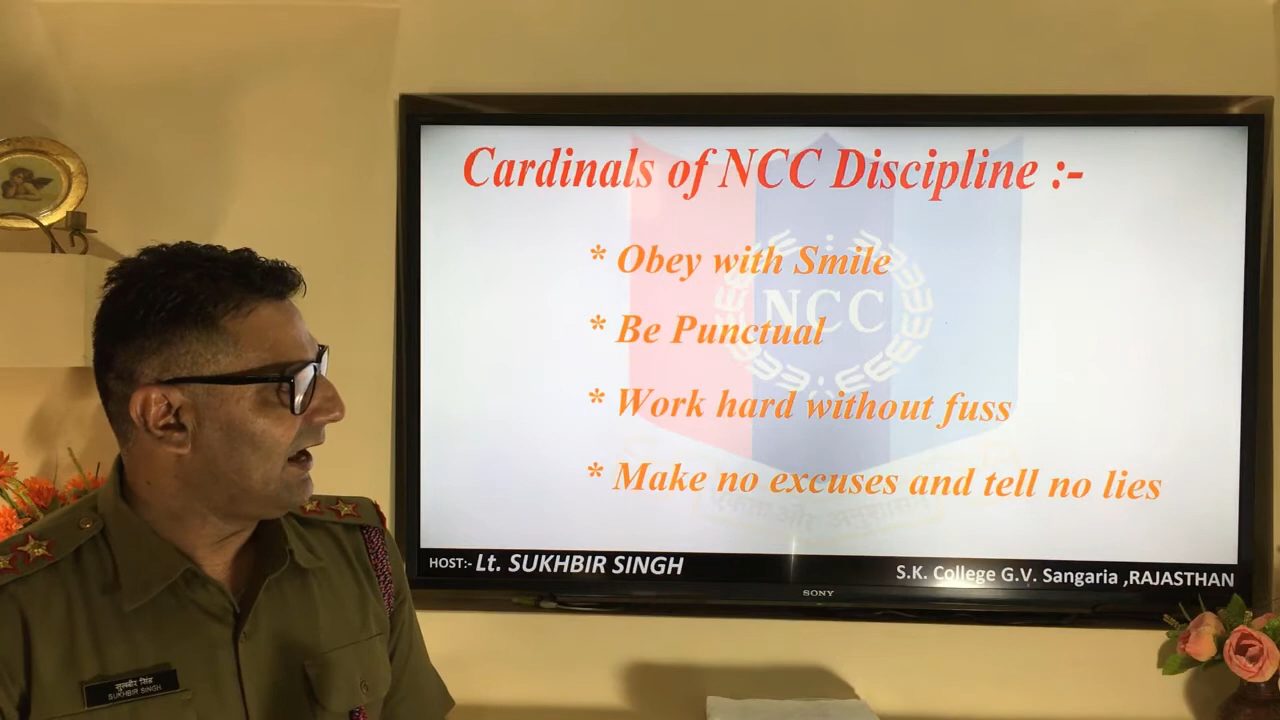 Cardinals of NCC Discipline :-
* Obey with Smile
NCC
* Be Punctual
* Work hard without fuss
* Make no excuses and tell no lies
HOST:- Lt. SUKHBIR SINGH
S.K. College G.V. Sangaria ,RAJASTHAN
SONY
सुखबीर सिंह
SUKHBIR SINGH